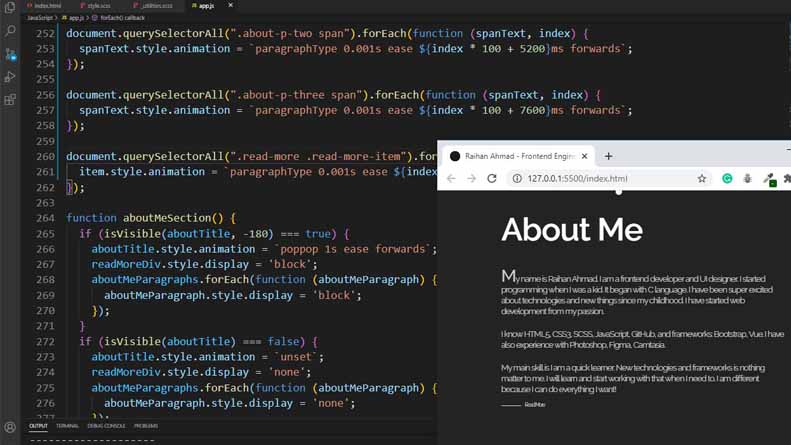 index.html
style.scss
_utilities.scss
app.js
JavaScript > app.js > forEach() callback
252 document.querySelectorAll(".about-p-two span").forEach(function (spanText, index) {
253 spanText.style.animation = `paragraphType 0.001s ease ${index * 100 + 5200}ms forwards`;
254 });
255
256 document.querySelectorAll(".about-p-three span").forEach(function (spanText, index) {
257 spanText.style.animation = `paragraphType 0.001s ease ${index * 100 + 7600}ms forwards`;
258 });
259
260 document.querySelectorAll(".read-more .read-more-item").for
261 item.style.animation = `paragraphType 0.001s ease ${index
262 });
263
264 function aboutMeSection() {
265 if (isVisible(aboutTitle, -180) === true) {
266 aboutTitle.style.animation = `poppop 1s ease forwards`;
267 readMoreDiv.style.display = 'block';
268 aboutMeParagraphs.forEach(function (aboutMeParagraph) {
269 aboutMeParagraph.style.display = 'block';
270 });
271 }
272 if (isVisible(aboutTitle) === false) {
273 aboutTitle.style.animation = `unset`;
274 readMoreDiv.style.display = 'none';
275 aboutMeParagraphs.forEach(function (aboutMeParagraph) {
276 aboutMeParagraph.style.display = 'none';
277 });
OUTPUT TERMINAL DEBUG CONSOLE PROBLEMS
Raihan Ahmad - Frontend Engin
127.0.0.1:5500/index.html
About Me
My name is Raihan Ahmad. I am a frontend developer and UI designer. I started
programming when I was a kid. It began with C language. I have been super excited
about technologies and new things since my childhood. I have started web
development from my passion.
I know HTML5, CSS3, SCSS, JavaScript, GitHub, and frameworks: Bootstrap, Vue. I have
also experience with Photoshop, Figma, Camtasia.
My main skill is I am a quick learner. New technologies and frameworks is nothing
matter to me. I will learn and start working with that when I need to. I am different
because I can do everything I want!
Read More